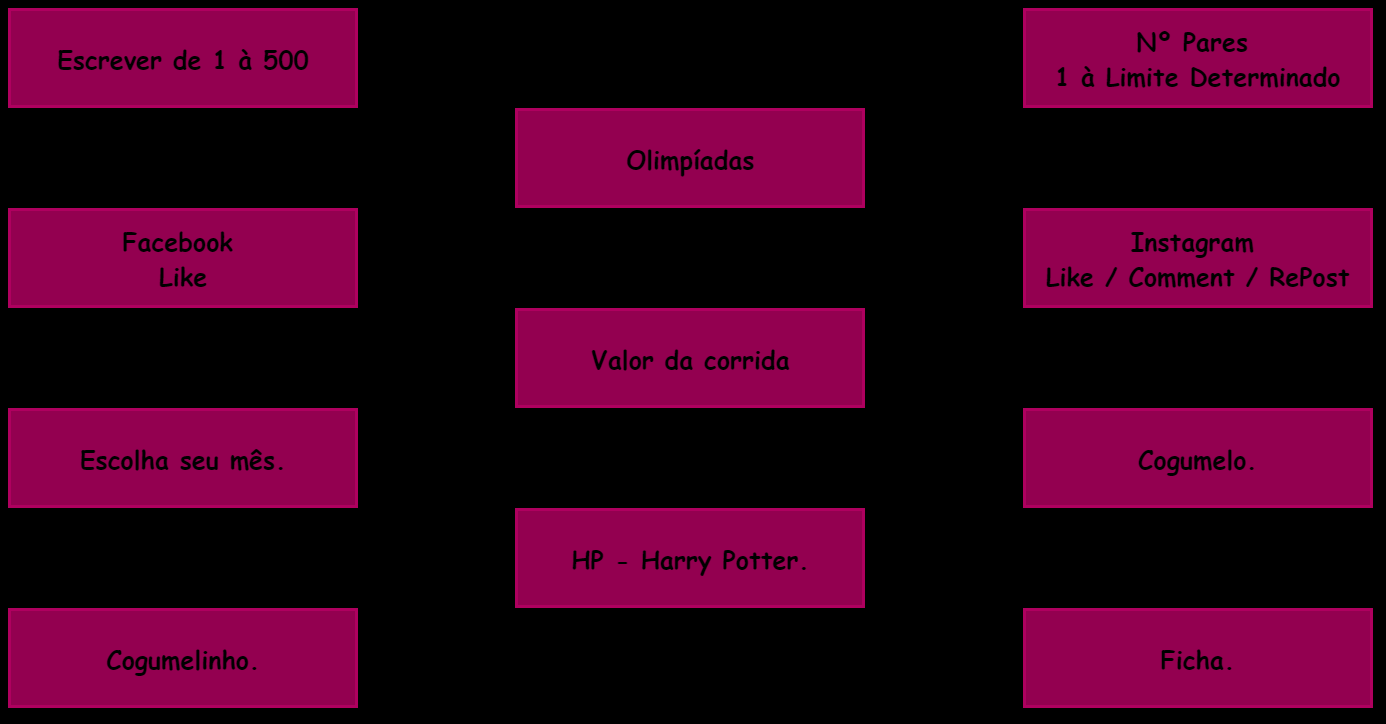 Escrever de 1 à 500
Nº Pares
1 à Limite Determinado
Olimpíadas
Facebook
Like
Instagram
Like / Comment / RePost
Valor da corrida
Escolha seu mês.
Cogumelo.
HP - Harry Potter.
Cogumelinho.
Ficha.